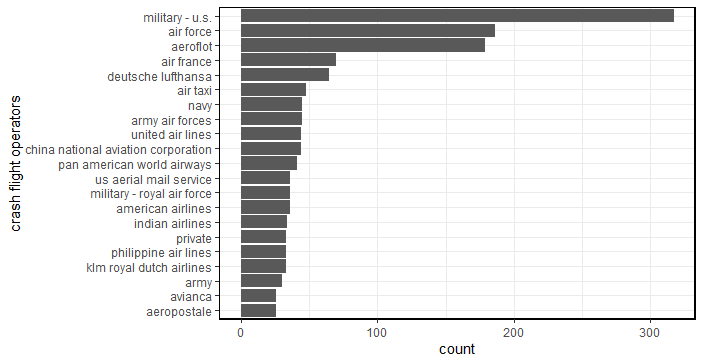 military - u.s.
air force
aeroflot
air france
deutsche lufthansa
air taxi
navy
army air forces
united air lines
china national aviation corporation
pan american world airways
us aerial mail service
military - royal air force
american airlines
indian airlines
private
philippine air lines
klm royal dutch airlines
army
avianca
aeropostale
crash flight operators
0 100 200 300
count